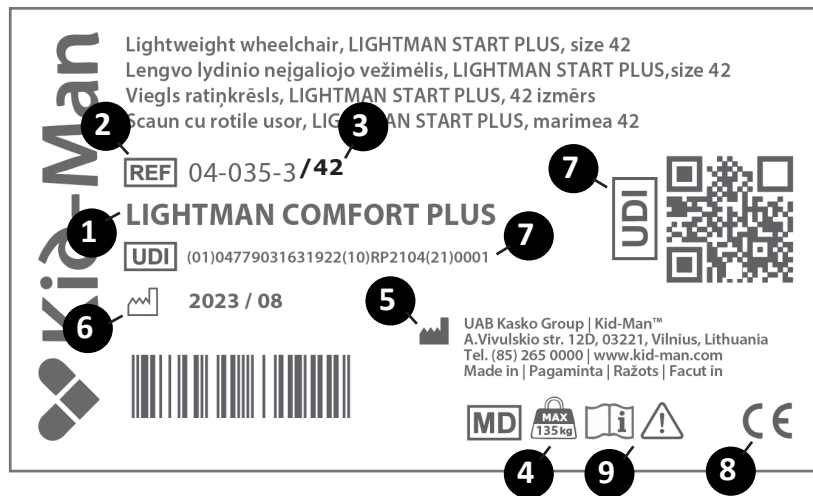 Kid-Man
Lightweight wheelchair, LIGHTMAN START PLUS, size 42
Lengvo lydinio neįgaliojo vežimėlis, LIGHTMAN START PLUS,size 42
Viegls ratiņkrēsls, LIGHTMAN START PLUS, 42 izmērs
Scaun cu rotile usor, LIGHTMAN START PLUS, marimea 42
2
3
REF 04-035-3/42
7
UDI
1
LIGHTMAN COMFORT PLUS
UDI (01)04779031631922(10)RP2104(21)0001
7
6
2023 / 08
5
UAB Kasko Group | Kid-Man™
A.Vivulskio str. 12D, 03221, Vilnius, Lithuania
Tel. (85) 265 0000 | www.kid-man.com
Made in | Pagaminta | Ražots | Facut in
MD
MAX
135 kg
i
!
CE
4
9
8